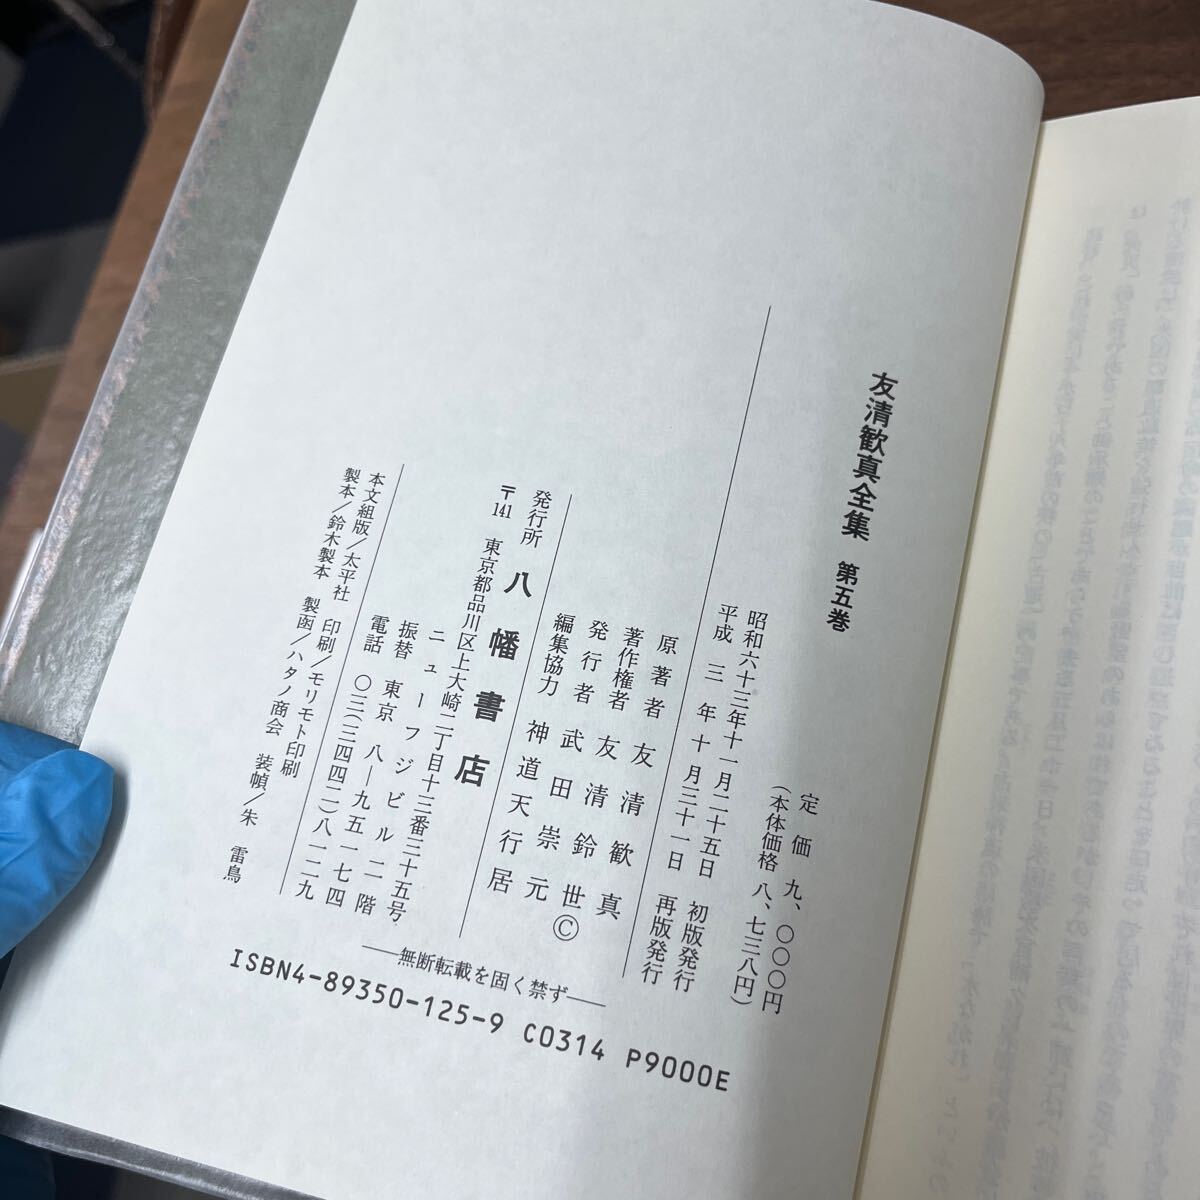 友清歓真全集 第五巻
定価 九、〇〇〇円
(本体価格 八、七三八円)
昭和六十三年十一月二十五日 初版発行
平成三年十月三十一日 再版発行
原著者 友清歓真
著作権者 友清鈴世©
発行者 武田崇元
編集協力 神道天行居
発行所 八幡書店
〒141 東京都品川区上大崎二丁目十三番三十五号
ニューフジビル二階
振替 東京 八―九五一七四
電話 〇三(三四四二)八一二九
本文組版/太平社 印刷/モリモト印刷
製本/鈴木製本 製函/ハタノ商会 装幀/朱 雷鳥
―無断転載を固く禁ず―
ISBN4-89350-125-9 C0314 P9000E